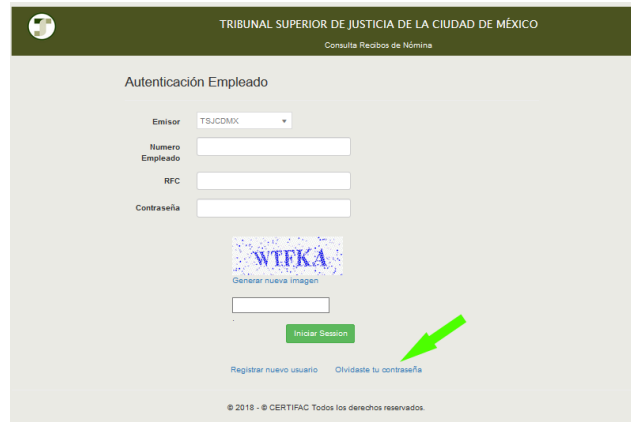 TRIBUNAL SUPERIOR DE JUSTICIA DE LA CIUDAD DE MÉXICO
Consulta Recibos de Nómina
Autenticación Empleado
Emisor TSJCDMX
Numero
Empleado
RFC
Contraseña
WTFKA
Generar nueva imagen
Iniciar Session
Registrar nuevo usuario Olvidaste tu contraseña
© 2018 - © CERTIFAC Todos los derechos reservados.